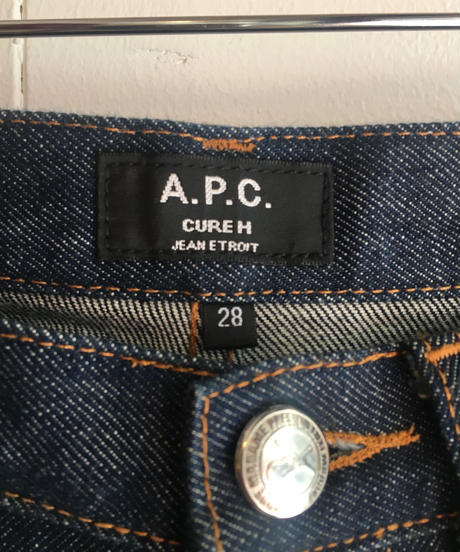 A.P.C.
CURE H
JEAN ETROIT
28